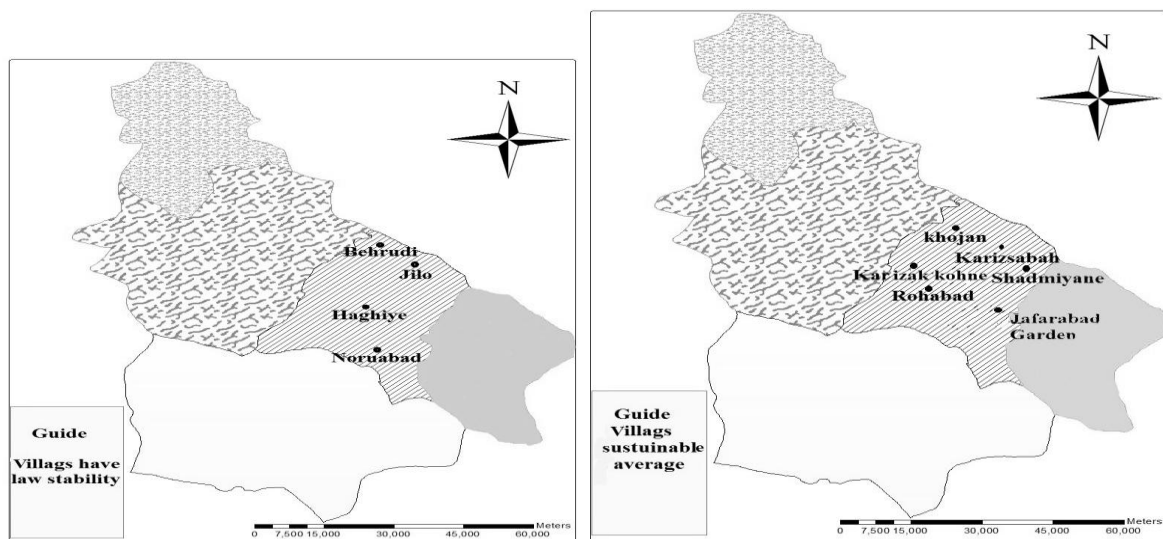 N
Behrudi
Jilo
Haghiye
Noruabad
Guide
Villags have
law stability
Meters
0 7,500 15,000 30,000 45,000 60,000
N
khojan
Karizsabah
Karizak kohne
Shadmiyane
Rohabad
Jafarabad
Garden
Guide
Villags
sustuinable
average
Meters
0 7,500 15,000 30,000 45,000 60,000